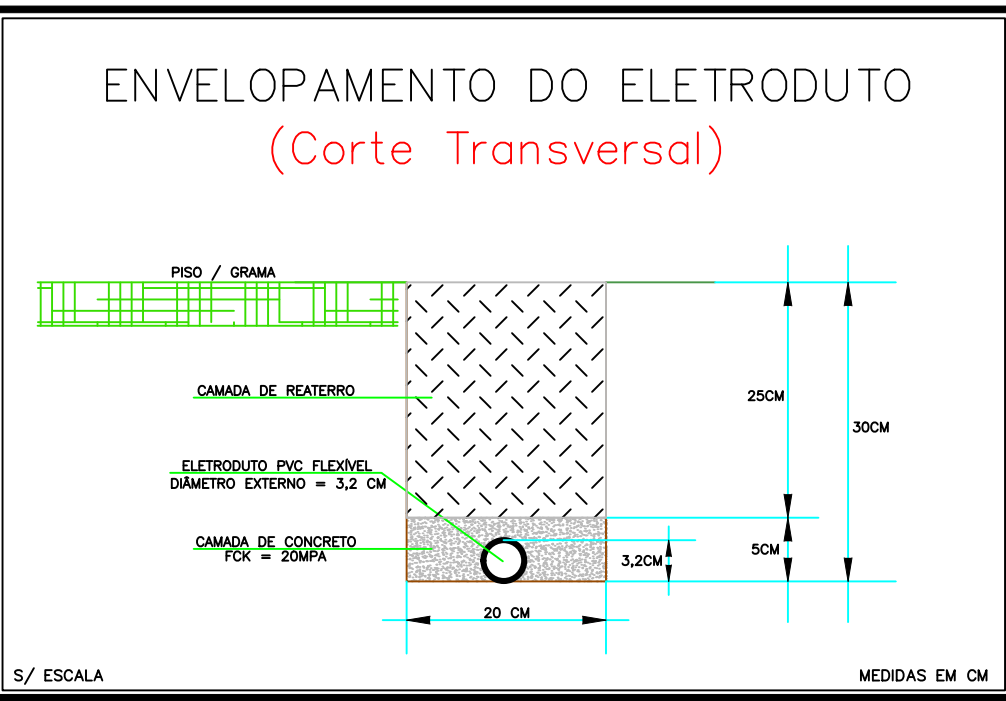 ENVELOPAMENTO DO ELETRODUTO
(Corte Transversal)
PISO / GRAMA
CAMADA DE REATERRO
25CM
30CM
ELETRODUTO PVC FLEXÍVEL
DIÂMETRO EXTERNO = 3,2 CM
CAMADA DE CONCRETO
FCK = 20MPA
5CM
3,2CM
20 CM
S/ ESCALA
MEDIDAS EM CM